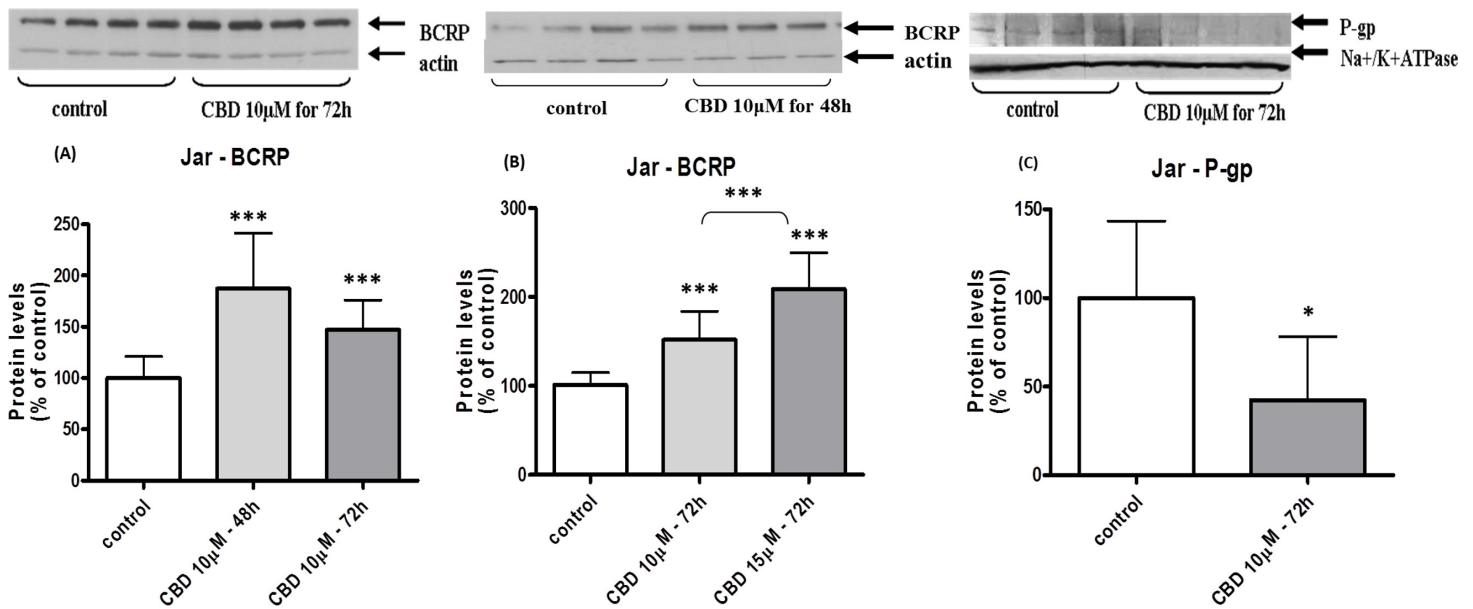 BCRP
actin
control
CBD 10µM for 72h
BCRP
actin
control
CBD 10µM for 48h
P-gp
Na+/K+ATPase
control
CBD 10µM for 72h
(A)
Jar - BCRP
Protein levels
(% of control)
250
200
150
100
50
0
***
***
control
CBD 10µM - 48h
CBD 10µM - 72h
(B)
Jar - BCRP
Protein levels
(% of control)
300
200
100
0
***
***
***
control
CBD 10µM - 72h
CBD 15µM - 72h
(C)
Jar - P-gp
Protein levels
(% of control)
150
100
50
0
*
control
CBD 10µM - 72h